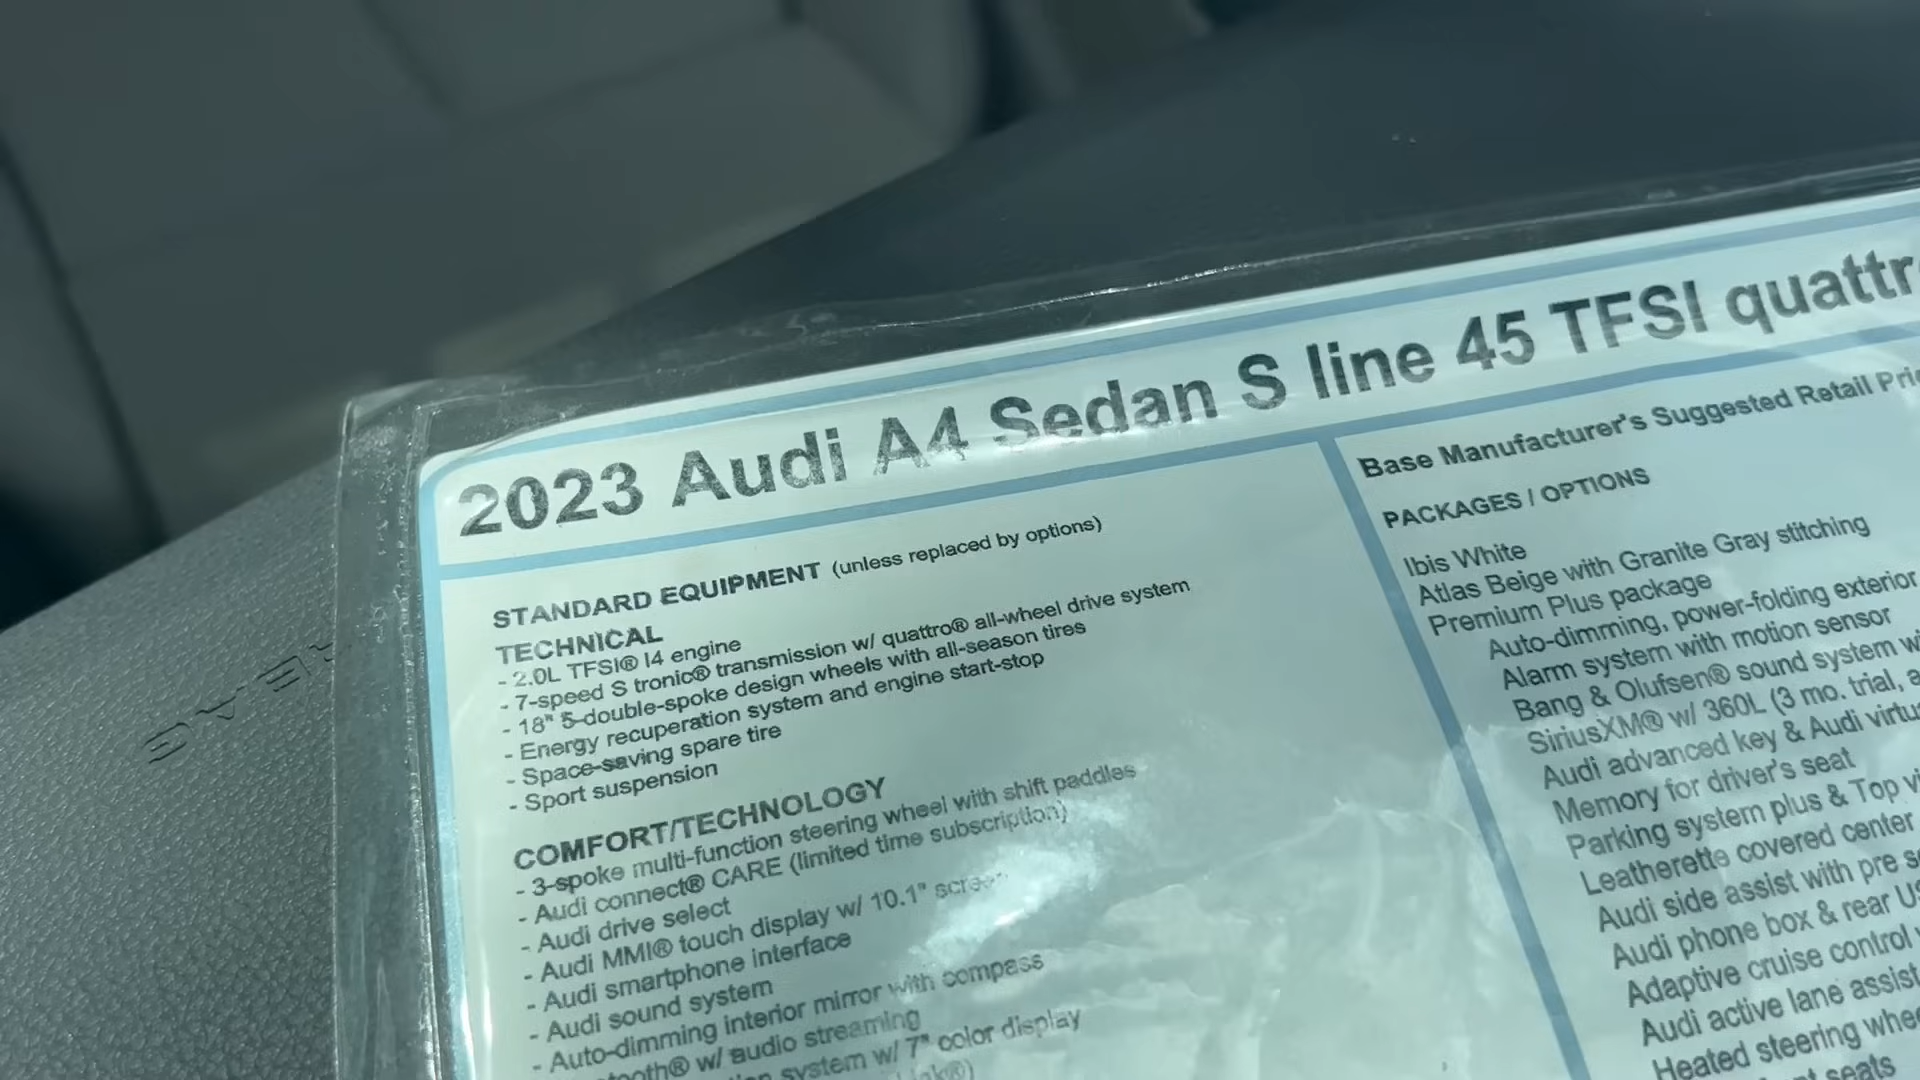 2023 Audi A4 Sedan S line 45 TFSI
STANDARD EQUIPMENT (unless replaced by options)
TECHNICAL
- 2.0L TFSI® I4 engine
- 7-speed S tronic® transmission w/ quattro® all-wheel drive system
- 18" 5-double-spoke design wheels with all-season tires
- Energy recuperation system and engine start-stop
- Space-saving spare tire
- Sport suspension
COMFORT/TECHNOLOGY
- 3-spoke multi-function steering wheel with shift paddles
- Audi connect® CARE (limited time subscription)
- Audi drive select
- Audi MMI® touch display w/ 10.1"
- Audi smartphone interface
- Audi sound system
- Auto-dimming interior mirror with compass
w/ audio streaming
system w/ 7" color display
Base Manufacturer's Suggested Retail
PACKAGES / OPTIONS
Ibis White
Atlas Beige with Granite Gray stitching
Premium Plus package
Auto-dimming, power-folding exterior
Alarm system with motion sensor
Bang & Olufsen® sound system
SiriusXM® w/ 360L (3 mo. trial,
Audi advanced key & Audi
Memory for driver's seat
Parking system plus & Top
Leatherette covered center
Audi side assist with pre
Audi phone box & rear
Adaptive cruise control
Audi active lane assist
Heated steering
seats
AIRBAG